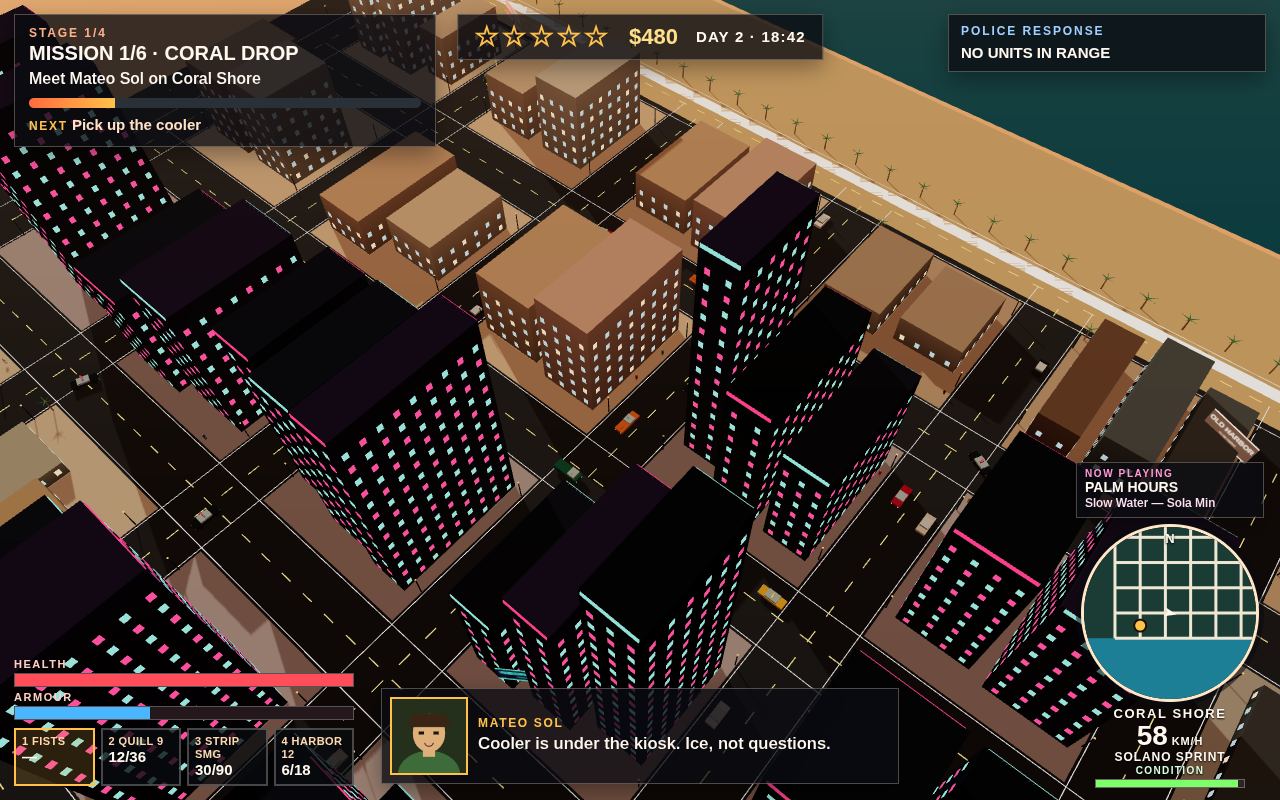 STAGE 1/4
MISSION 1/6 · CORAL DROP
Meet Mateo Sol on Coral Shore
NEXT Pick up the cooler
$480 DAY 2 · 18:42
POLICE RESPONSE
NO UNITS IN RANGE
OLD HARBOR
NOW PLAYING
PALM HOURS
Slow Water — Sola Min
N
HEALTH
ARMOUR
1 FISTS
—
2 QUILL 9
12/36
3 STRIP SMG
30/90
4 HARBOR 12
6/18
MATEO SOL
Cooler is under the kiosk. Ice, not questions.
CORAL SHORE
58 KM/H
SOLANO SPRINT
CONDITION